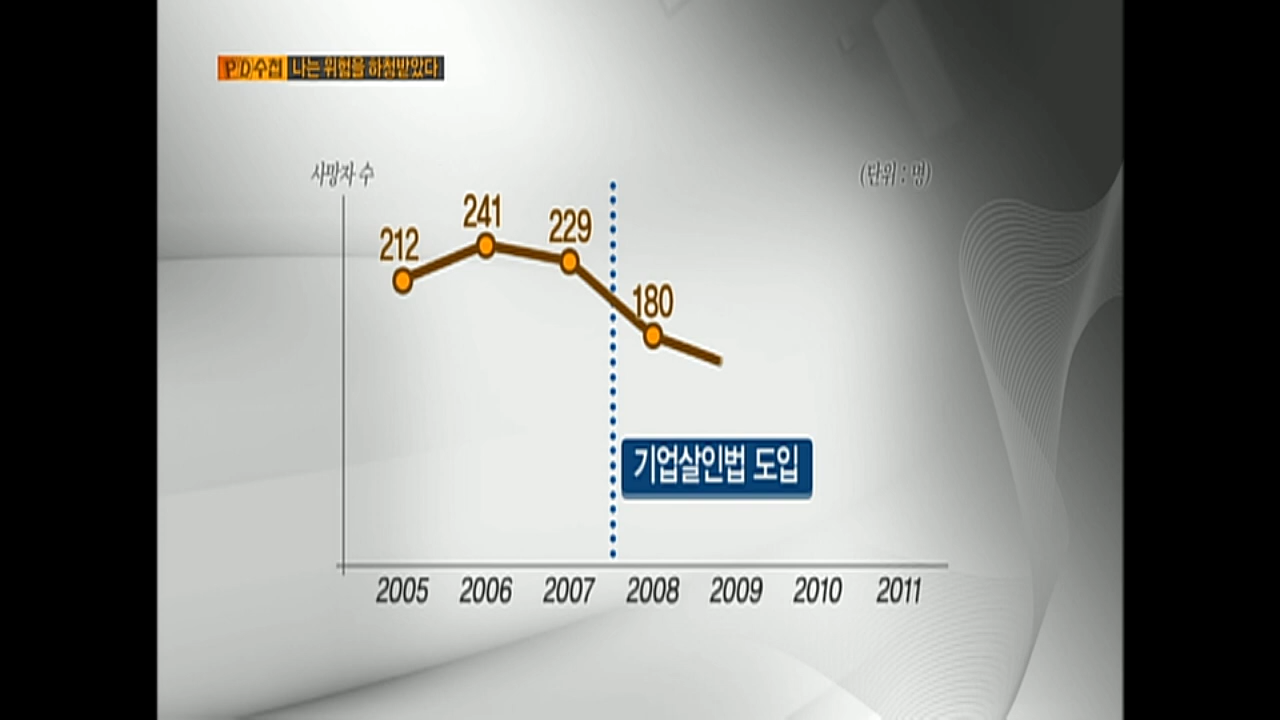 PD수첩 나는 위험을 하청받았다
사망자 수
(단위 : 명)
212
241
229
180
기업살인법 도입
2005 2006 2007 2008 2009 2010 2011